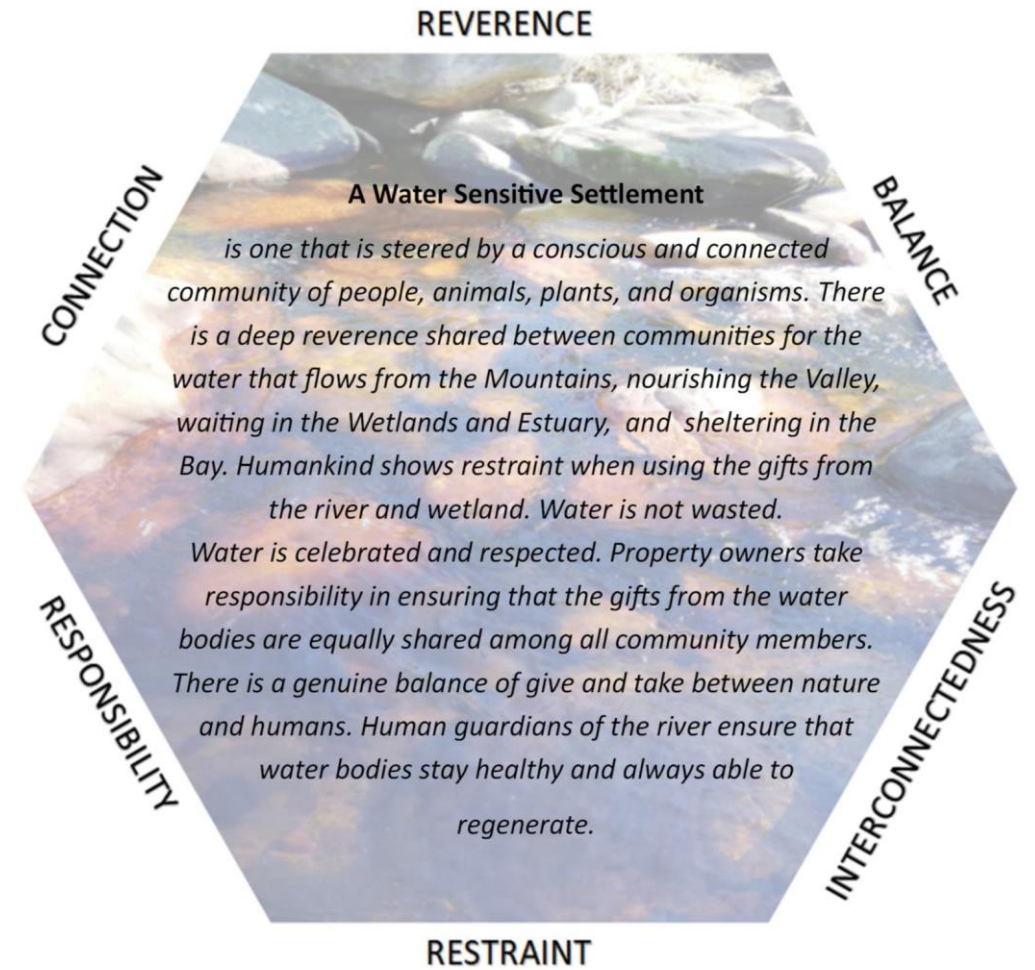 REVERENCE
CONNECTION
BALANCE
A Water Sensitive Settlement
is one that is steered by a conscious and connected
community of people, animals, plants, and organisms. There
is a deep reverence shared between communities for the
water that flows from the Mountains, nourishing the Valley,
waiting in the Wetlands and Estuary, and sheltering in the
Bay. Humankind shows restraint when using the gifts from
the river and wetland. Water is not wasted.
Water is celebrated and respected. Property owners take
responsibility in ensuring that the gifts from the water
bodies are equally shared among all community members.
There is a genuine balance of give and take between nature
and humans. Human guardians of the river ensure that
water bodies stay healthy and always able to
regenerate.
RESPONSIBILITY
INTERCONNECTEDNESS
RESTRAINT